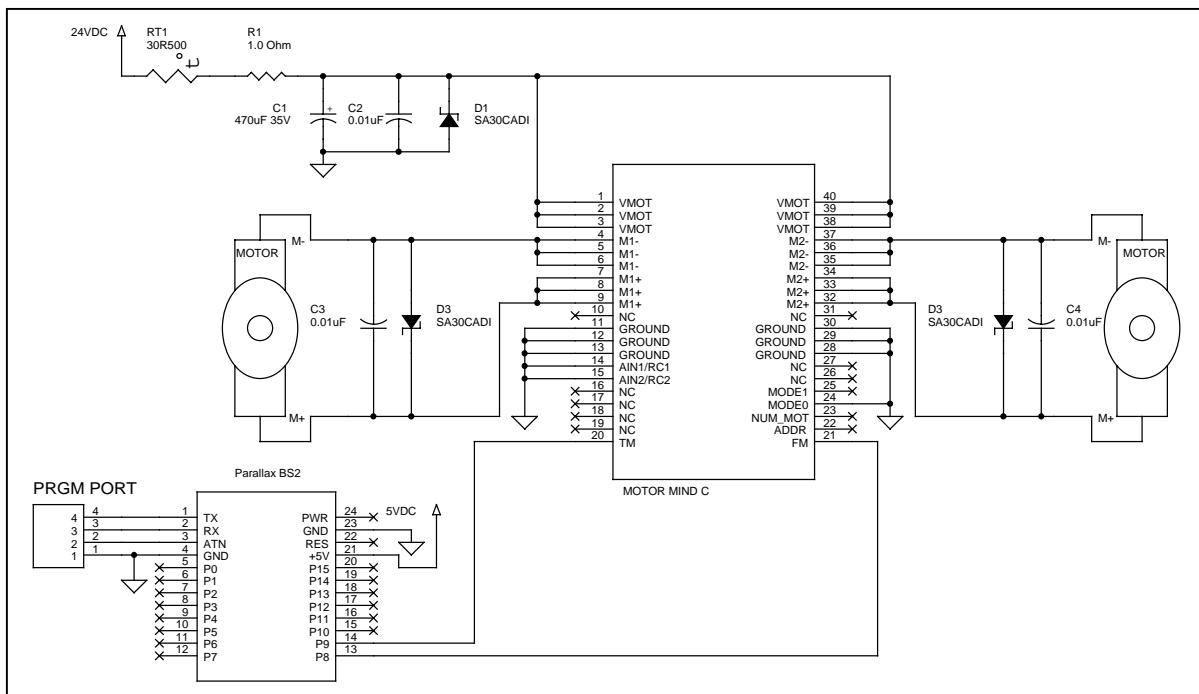 24VDC
RT1
30R500
t
R1
1.0 Ohm
C1
470uF 35V
+
C2
0.01uF
D1
SA30CADI
MOTOR
M-
M+
C3
0.01uF
D3
SA30CADI
1 VMOT
2 VMOT
3 VMOT
4 M1-
5 M1-
6 M1-
7 M1+
8 M1+
9 M1+
10 NC
11 GROUND
12 GROUND
13 GROUND
14 AIN1/RC1
15 AIN2/RC2
16 NC
17 NC
18 NC
19 NC
20 TM
VMOT 40
VMOT 39
VMOT 38
M2- 37
M2- 36
M2- 35
M2+ 34
M2+ 33
M2+ 32
NC 31
GROUND 30
GROUND 29
GROUND 28
NC 27
NC 26
MODE1 25
MODE0 24
NUM_MOT 23
ADDR 22
FM 21
MOTOR MIND C
D3
SA30CADI
C4
0.01uF
M-
M+
MOTOR
Parallax BS2
PRGM PORT
4 4
3 3
2 2
1 1
1 TX
2 RX
3 ATN
4 GND
5 P0
6 P1
7 P2
8 P3
9 P4
10 P5
11 P6
12 P7
PWR 24
GND 23
RES 22
+5V 21
P15 20
P14 19
P13 18
P12 17
P11 16
P10 15
P9 14
P8 13
5VDC